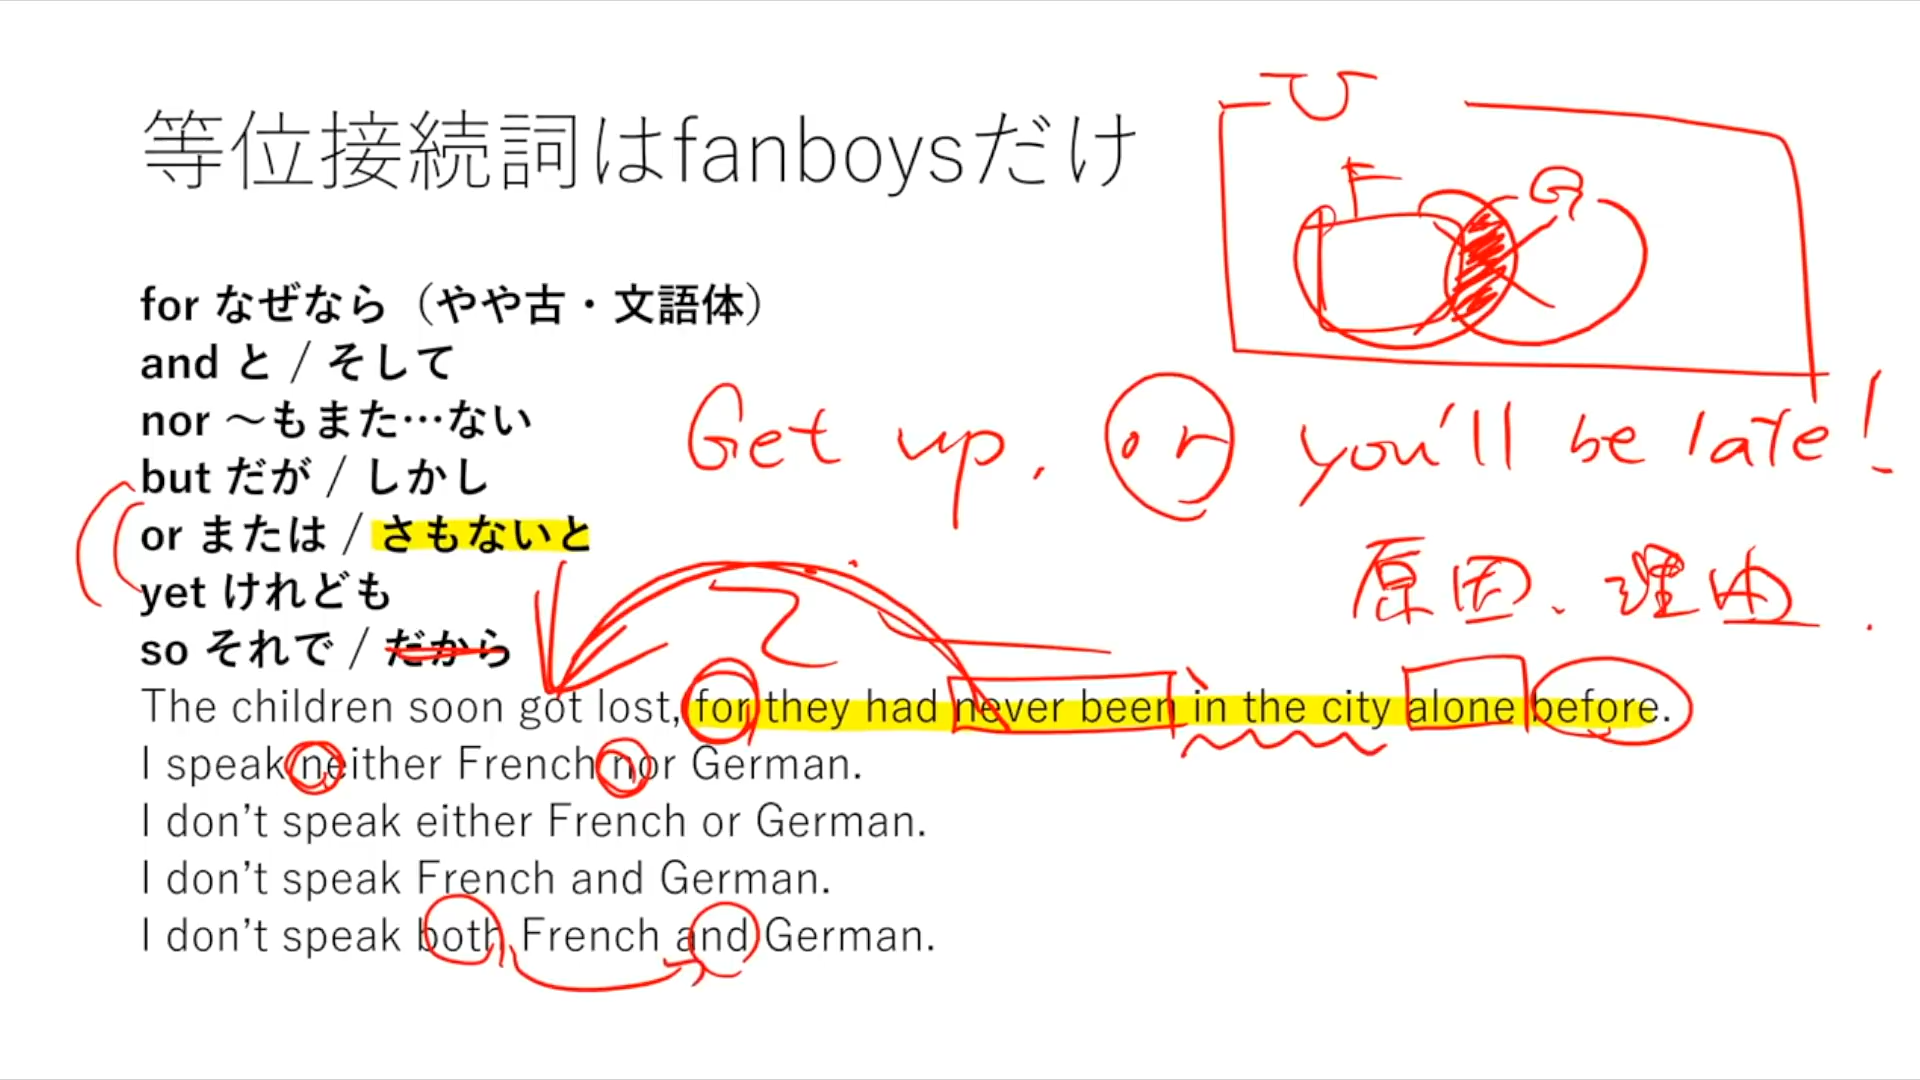 等位接続詞はfanboysだけ
U
F G
for なぜなら（やや古・文語体）
and と / そして
nor ～もまた…ない
but だが / しかし
or または / さもないと
yet けれども
so それで / だから
Get up, or you'll be late!
原因、理由.
The children soon got lost, for they had never been in the city alone before.
I speak neither French nor German.
I don't speak either French or German.
I don't speak French and German.
I don't speak both French and German.